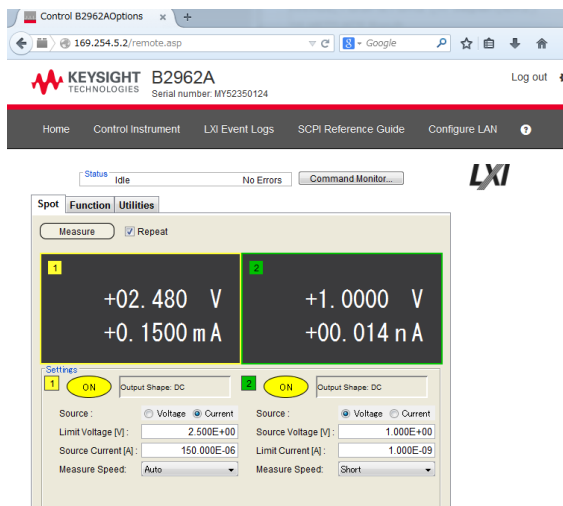 Control B2962AOptions × +
169.254.5.2/remote.asp Google
KEYSIGHT B2962A
TECHNOLOGIES Serial number: MY52350124
Log out
Home Control Instrument LXI Event Logs SCPI Reference Guide Configure LAN ?
Status
Idle No Errors Command Monitor...
LXI
Spot Function Utilities
Measure Repeat
1 2
+02.480 V +1.0000 V
+0.1500 mA +00.014 nA
Settings
1 ON Output Shape: DC 2 ON Output Shape: DC
Source : Voltage Current Source : Voltage Current
Limit Voltage [V] : 2.500E+00 Source Voltage [V] : 1.000E+00
Source Current [A] : 150.000E-06 Limit Current [A] : 1.000E-09
Measure Speed: Auto Measure Speed: Short